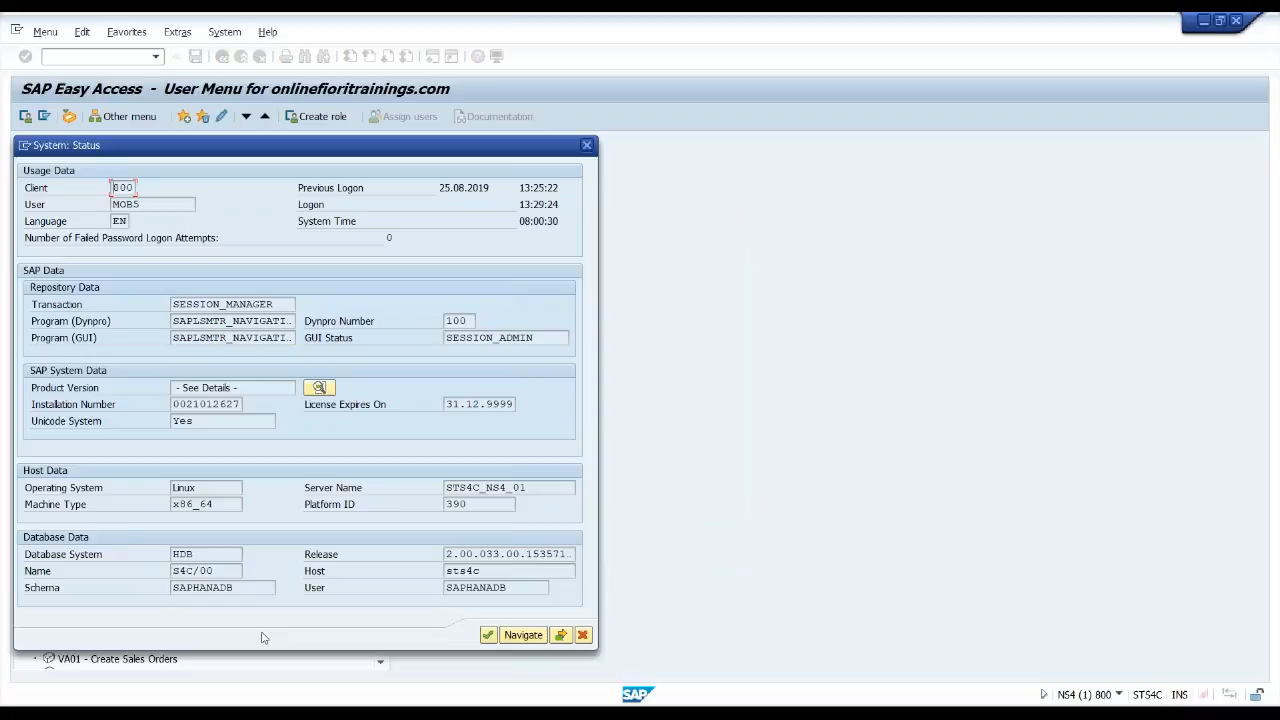 Menu Edit Favorites Extras System Help
SAP Easy Access - User Menu for onlinefioritrainings.com
Other menu Create role Assign users Documentation
System: Status
Usage Data
Client 800 Previous Logon 25.08.2019 13:25:22
User MOB5 Logon 13:29:24
Language EN System Time 08:00:30
Number of Failed Password Logon Attempts: 0
SAP Data
Repository Data
Transaction SESSION_MANAGER
Program (Dynpro) SAPLSMTR_NAVIGATI.. Dynpro Number 100
Program (GUI) SAPLSMTR_NAVIGATI.. GUI Status SESSION_ADMIN
SAP System Data
Product Version - See Details -
Installation Number 0021012627 License Expires On 31.12.9999
Unicode System Yes
Host Data
Operating System Linux Server Name STS4C_NS4_01
Machine Type x86_64 Platform ID 390
Database Data
Database System HDB Release 2.00.033.00.153571..
Name S4C/00 Host sts4c
Schema SAPHANADB User SAPHANADB
Navigate
VA01 - Create Sales Orders
SAP NS4 (1) 800 STS4C INS